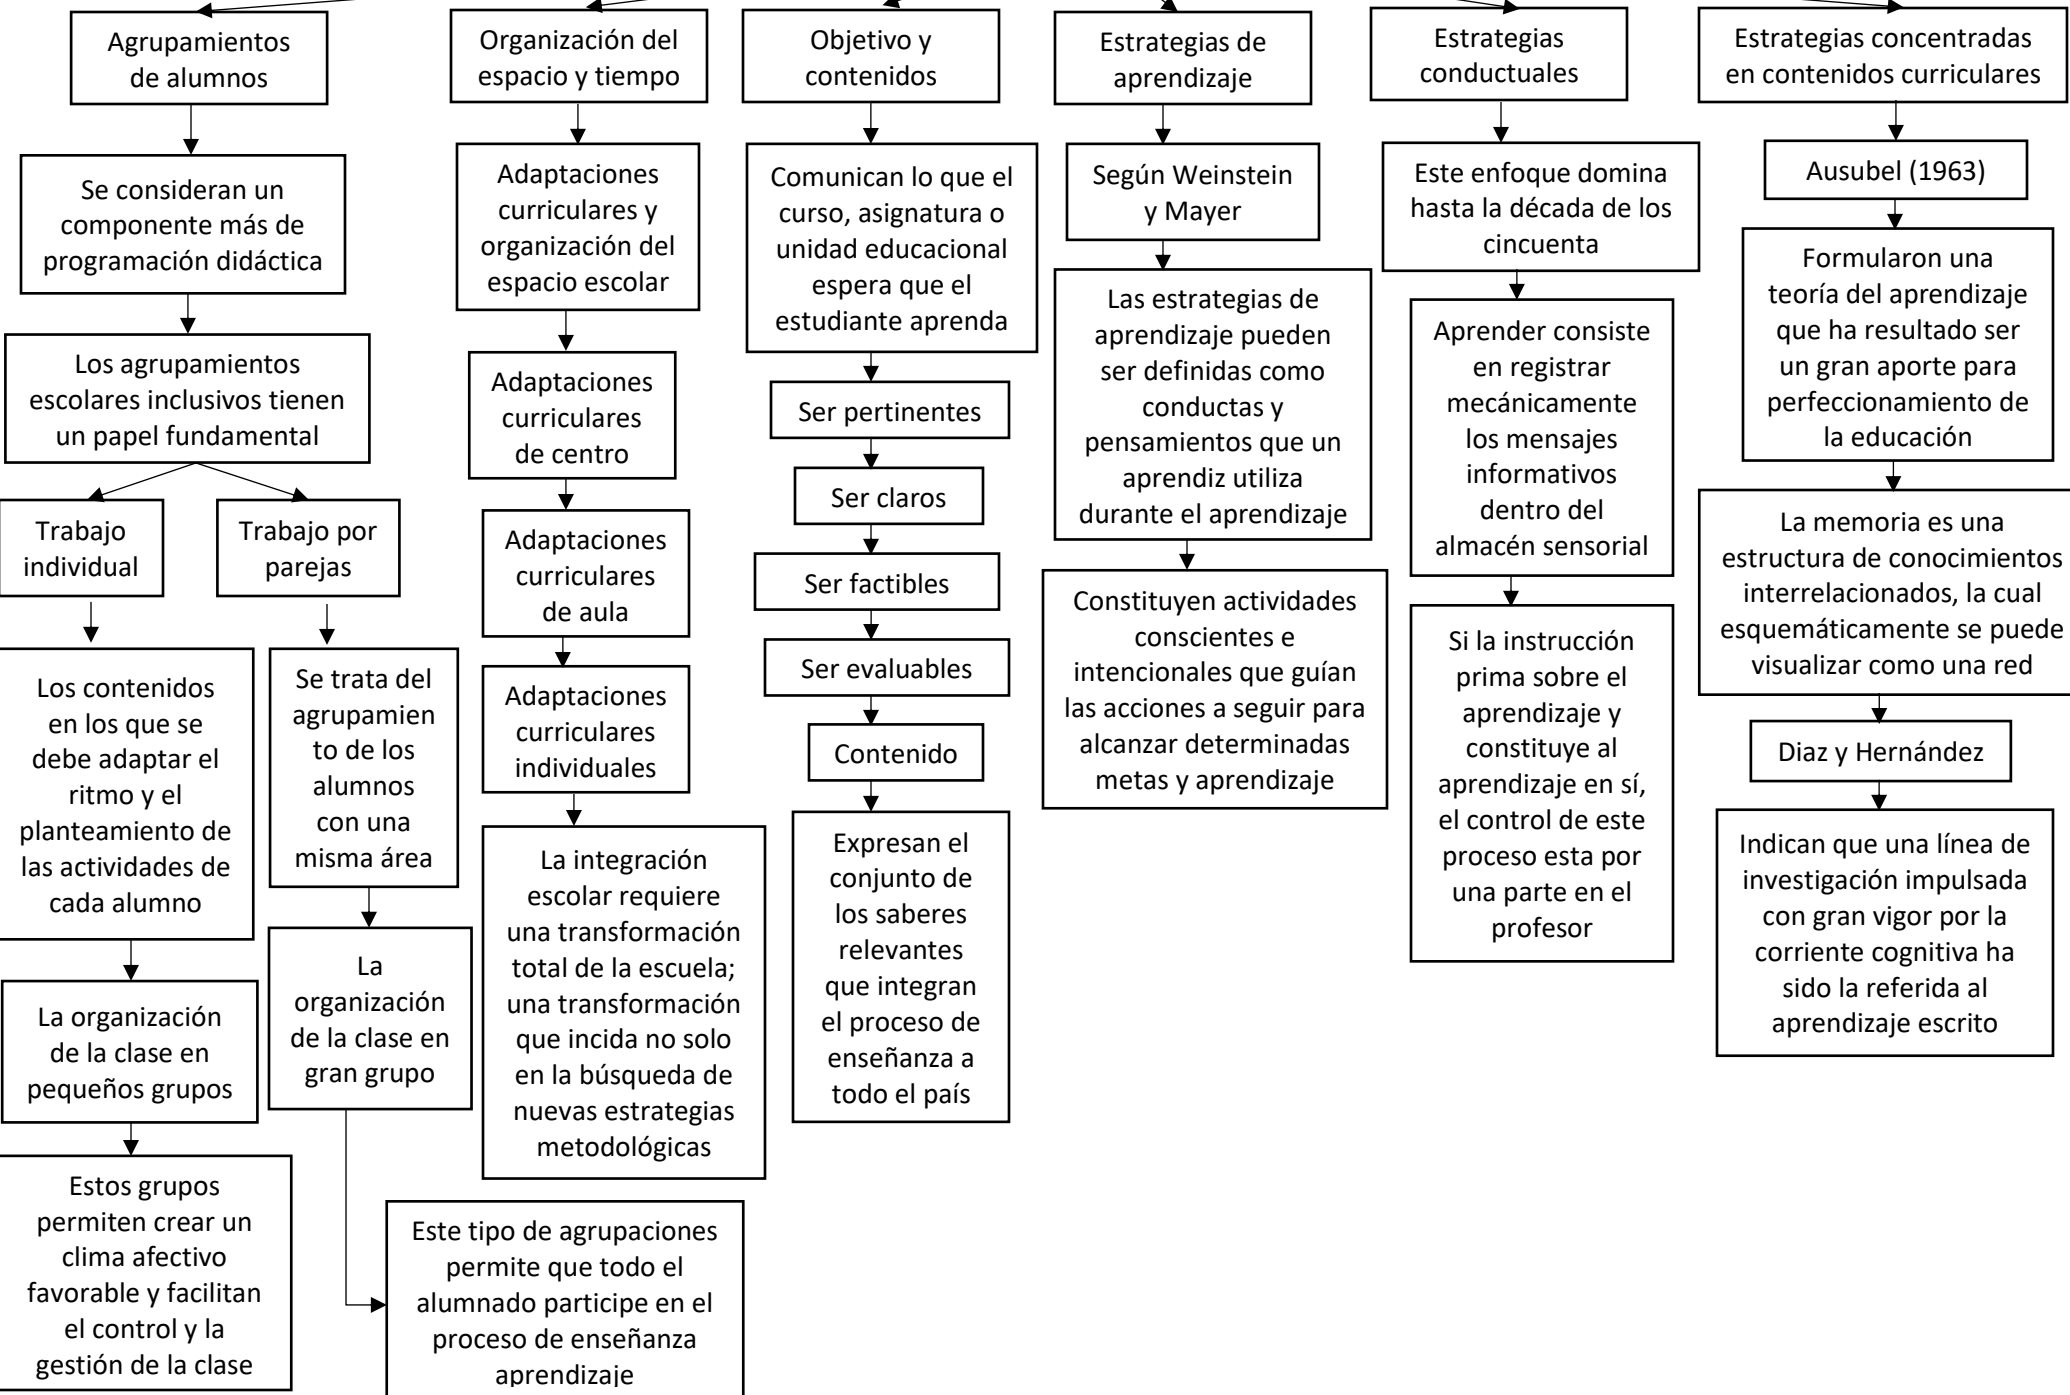 Agrupamientos
de alumnos
Se consideran un
componente más de
programación didáctica
Los agrupamientos
escolares inclusivos tienen
un papel fundamental
Trabajo
individual
Los contenidos
en los que se
debe adaptar el
ritmo y el
planteamiento de
las actividades de
cada alumno
La organización
de la clase en
pequeños grupos
Estos grupos
permiten crear un
clima afectivo
favorable y facilitan
el control y la
gestión de la clase
Trabajo por
parejas
Se trata del
agrupamien
to de los
alumnos
con una
misma área
La
organización
de la clase en
gran grupo
Este tipo de agrupaciones
permite que todo el
alumnado participe en el
proceso de enseñanza
aprendizaje
Organización del
espacio y tiempo
Adaptaciones
curriculares y
organización del
espacio escolar
Adaptaciones
curriculares
de centro
Adaptaciones
curriculares
de aula
Adaptaciones
curriculares
individuales
La integración
escolar requiere
una transformación
total de la escuela;
una transformación
que incida no solo
en la búsqueda de
nuevas estrategias
metodológicas
Objetivo y
contenidos
Comunican lo que el
curso, asignatura o
unidad educacional
espera que el
estudiante aprenda
Ser pertinentes
Ser claros
Ser factibles
Ser evaluables
Contenido
Expresan el
conjunto de
los saberes
relevantes
que integran
el proceso de
enseñanza a
todo el país
Estrategias de
aprendizaje
Según Weinstein
y Mayer
Las estrategias de
aprendizaje pueden
ser definidas como
conductas y
pensamientos que un
aprendiz utiliza
durante el aprendizaje
Constituyen actividades
conscientes e
intencionales que guían
las acciones a seguir para
alcanzar determinadas
metas y aprendizaje
Estrategias
conductuales
Este enfoque domina
hasta la década de los
cincuenta
Aprender consiste
en registrar
mecánicamente
los mensajes
informativos
dentro del
almacén sensorial
Si la instrucción
prima sobre el
aprendizaje y
constituye al
aprendizaje en sí,
el control de este
proceso esta por
una parte en el
profesor
Estrategias concentradas
en contenidos curriculares
Ausubel (1963)
Formularon una
teoría del aprendizaje
que ha resultado ser
un gran aporte para
perfeccionamiento de
la educación
La memoria es una
estructura de conocimientos
interrelacionados, la cual
esquemáticamente se puede
visualizar como una red
Diaz y Hernández
Indican que una línea de
investigación impulsada
con gran vigor por la
corriente cognitiva ha
sido la referida al
aprendizaje escrito